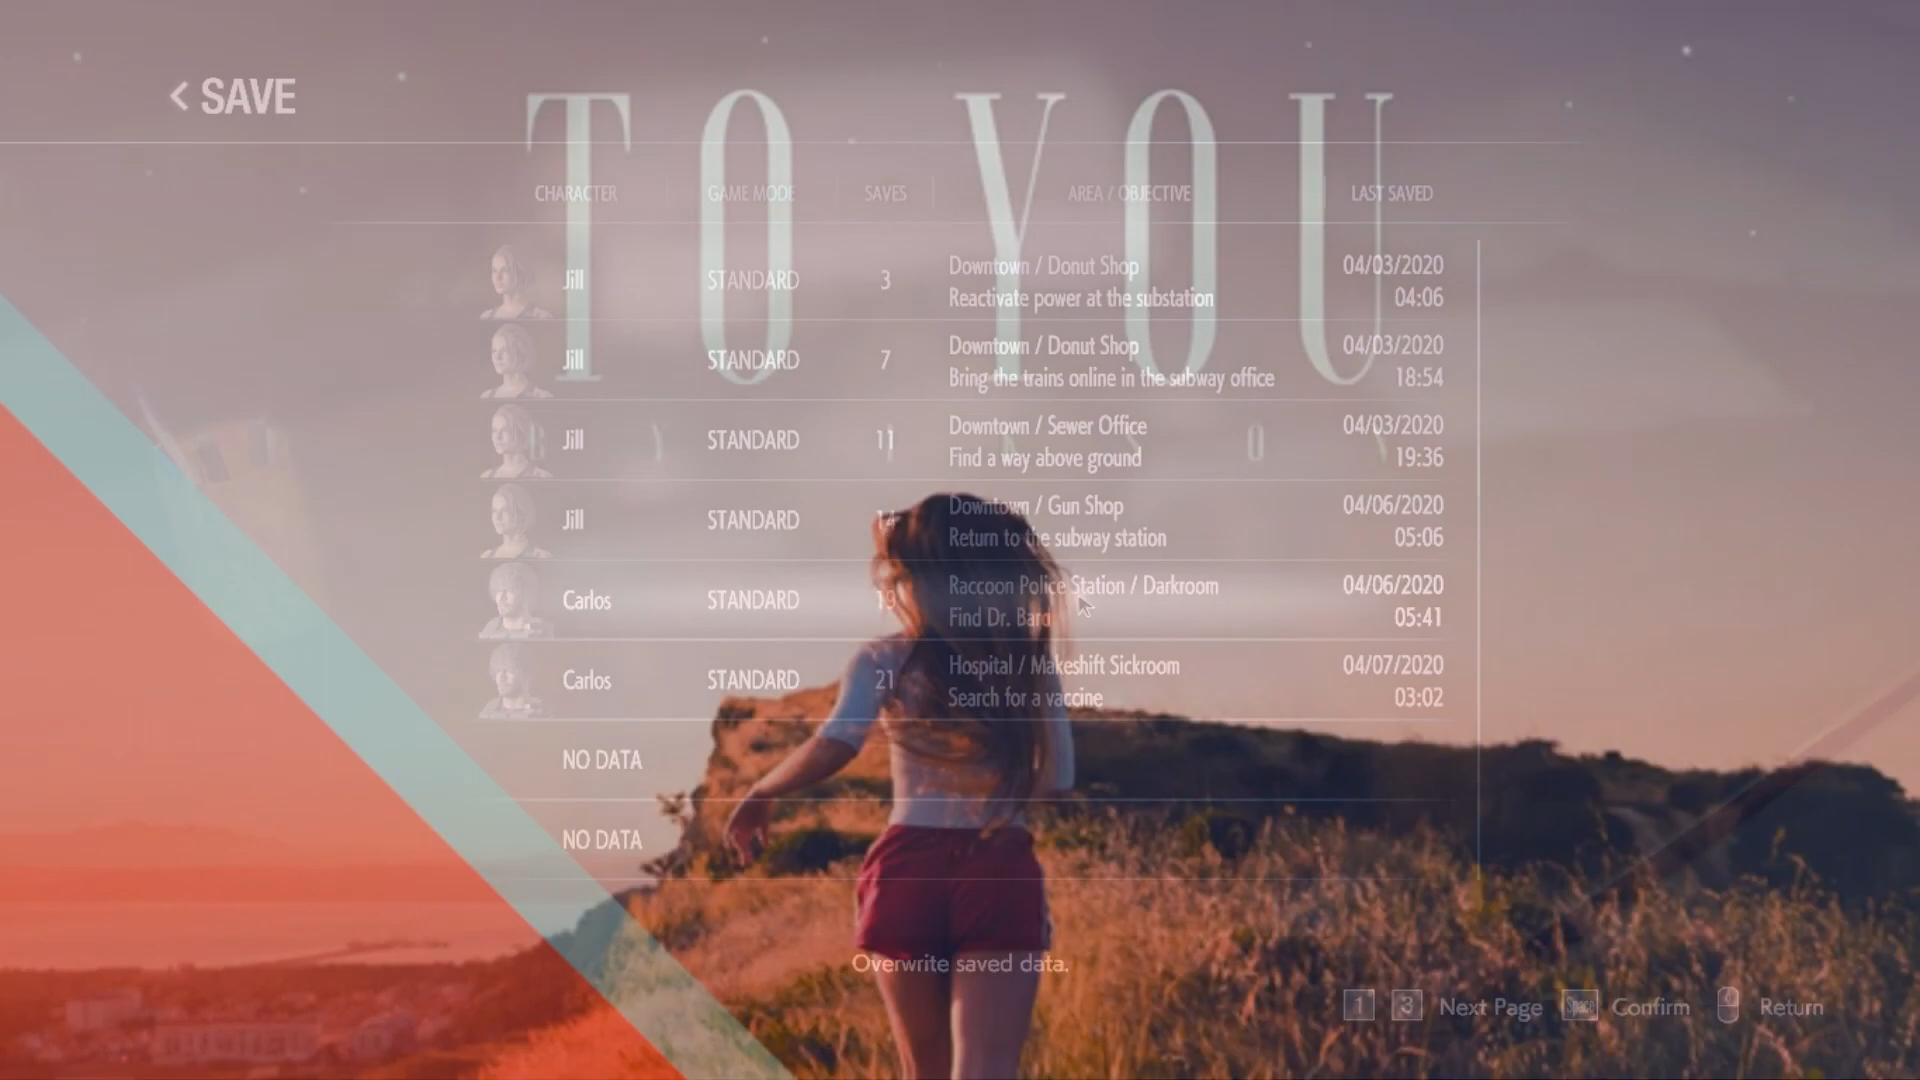 SAVE
TO YOU
CHARACTER GAME MODE SAVES AREA / OBJECTIVE LAST SAVED
Jill STANDARD 3 Downtown / Donut Shop 04/03/2020
Reactivate power at the substation 04:06
Jill STANDARD 7 Downtown / Donut Shop 04/03/2020
Bring the trains online in the subway office 18:54
Jill STANDARD 11 Downtown / Sewer Office 04/03/2020
Find a way above ground 19:36
Jill STANDARD 14 Downtown / Gun Shop 04/06/2020
Return to the subway station 05:06
Carlos STANDARD 19 Raccoon Police Station / Darkroom 04/06/2020
Find Dr. Bard 05:41
Carlos STANDARD 21 Hospital / Makeshift Sickroom 04/07/2020
Search for a vaccine 03:02
NO DATA
NO DATA
Overwrite saved data.
1 3 Next Page Space Confirm Return